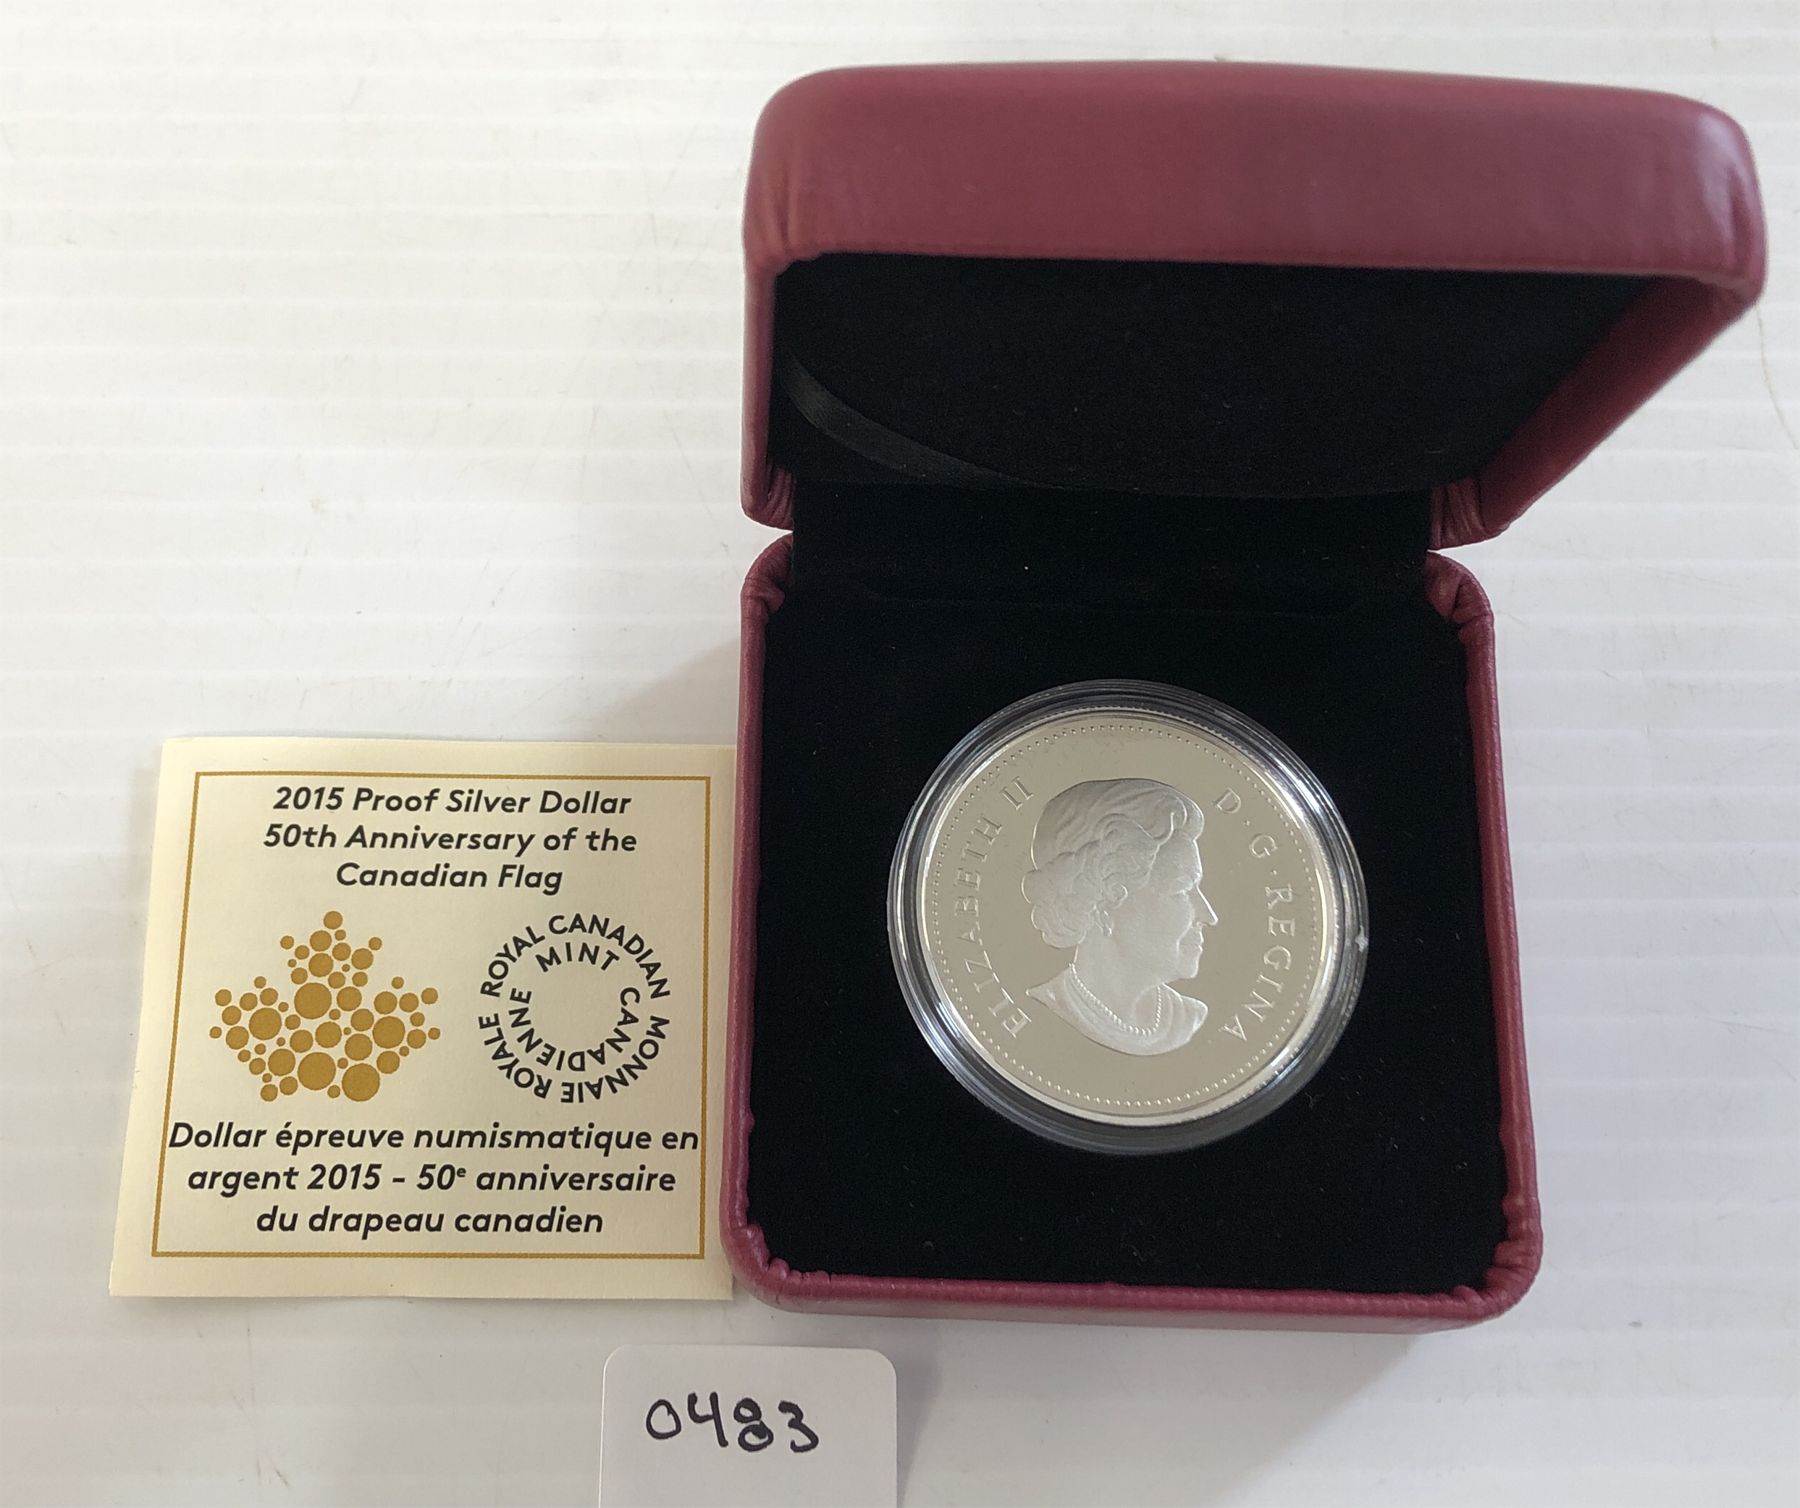 2015 Proof Silver Dollar
50th Anniversary of the
Canadian Flag
ROYAL CANADIAN MINT
MONNAIE ROYALE CANADIENNE
Dollar épreuve numismatique en
argent 2015 - 50e anniversaire
du drapeau canadien
ELIZABETH II D·G·REGINA
0483